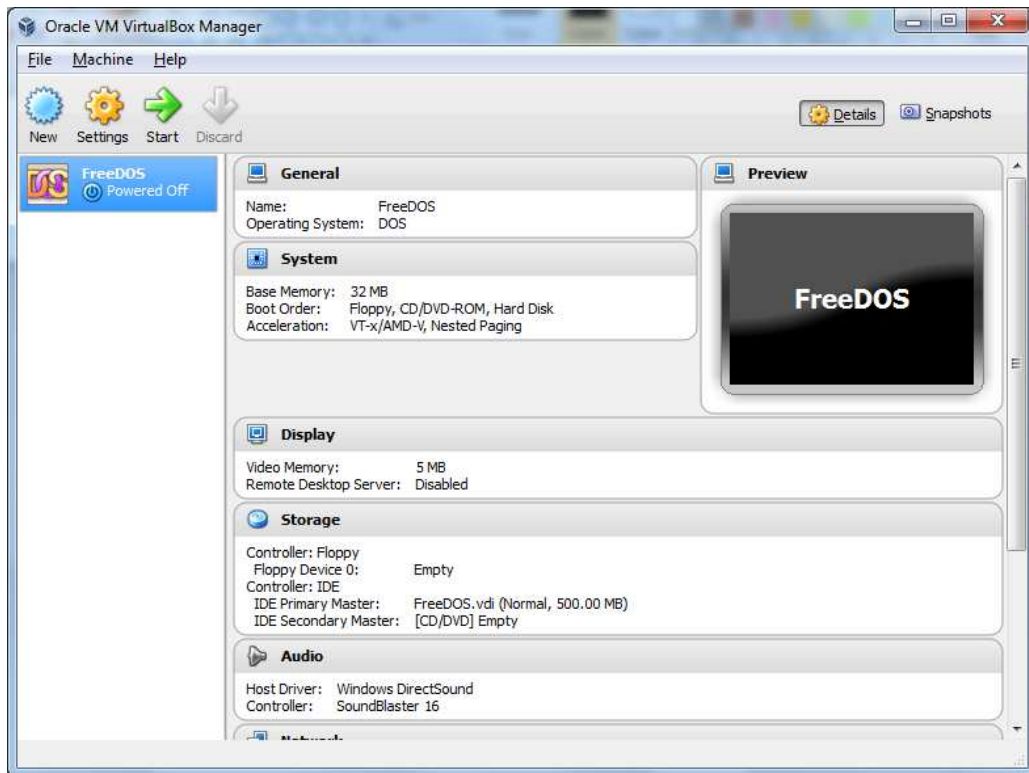 Oracle VM VirtualBox Manager
File Machine Help
New Settings Start Discard
Details Snapshots
FreeDOS
Powered Off
General
Name: FreeDOS
Operating System: DOS
System
Base Memory: 32 MB
Boot Order: Floppy, CD/DVD-ROM, Hard Disk
Acceleration: VT-x/AMD-V, Nested Paging
Preview
FreeDOS
Display
Video Memory: 5 MB
Remote Desktop Server: Disabled
Storage
Controller: Floppy
Floppy Device 0: Empty
Controller: IDE
IDE Primary Master: FreeDOS.vdi (Normal, 500.00 MB)
IDE Secondary Master: [CD/DVD] Empty
Audio
Host Driver: Windows DirectSound
Controller: SoundBlaster 16